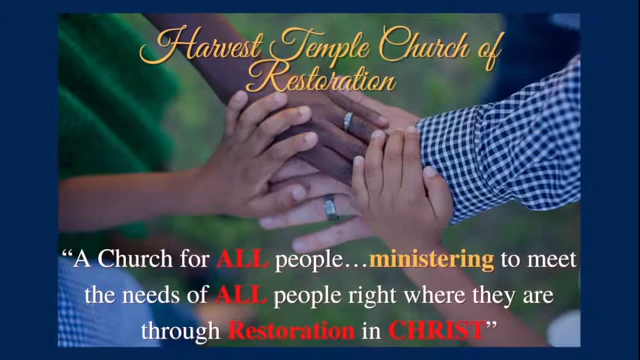 Harvest Temple Church of
Restoration
“A Church for ALL people…ministering to meet
the needs of ALL people right where they are
through Restoration in CHRIST”